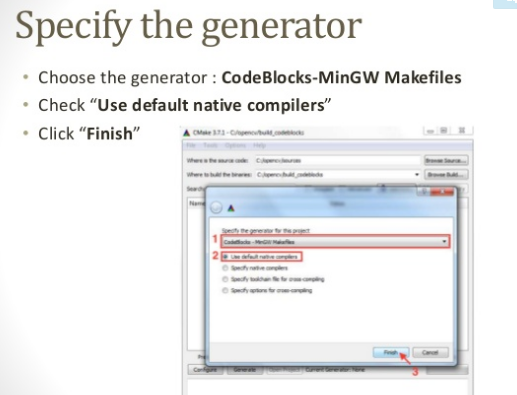 Specify the generator
• Choose the generator : CodeBlocks-MinGW Makefiles
• Check “Use default native compilers”
• Click “Finish”
CMake 3.7.1 - C:/opencv/build_codeblocks
File Tools Options Help
Where is the source code: C:/opencv/sources Browse Source...
Where to build the binaries: C:/opencv/build_codeblocks Browse Build...
Search
Name
Specify the generator for this project
1 CodeBlocks - MinGW Makefiles
2 Use default native compilers
Specify native compilers
Specify toolchain file for cross-compiling
Specify options for cross-compiling
Finish Cancel
3
Configure Generate Open Project Current Generator: None